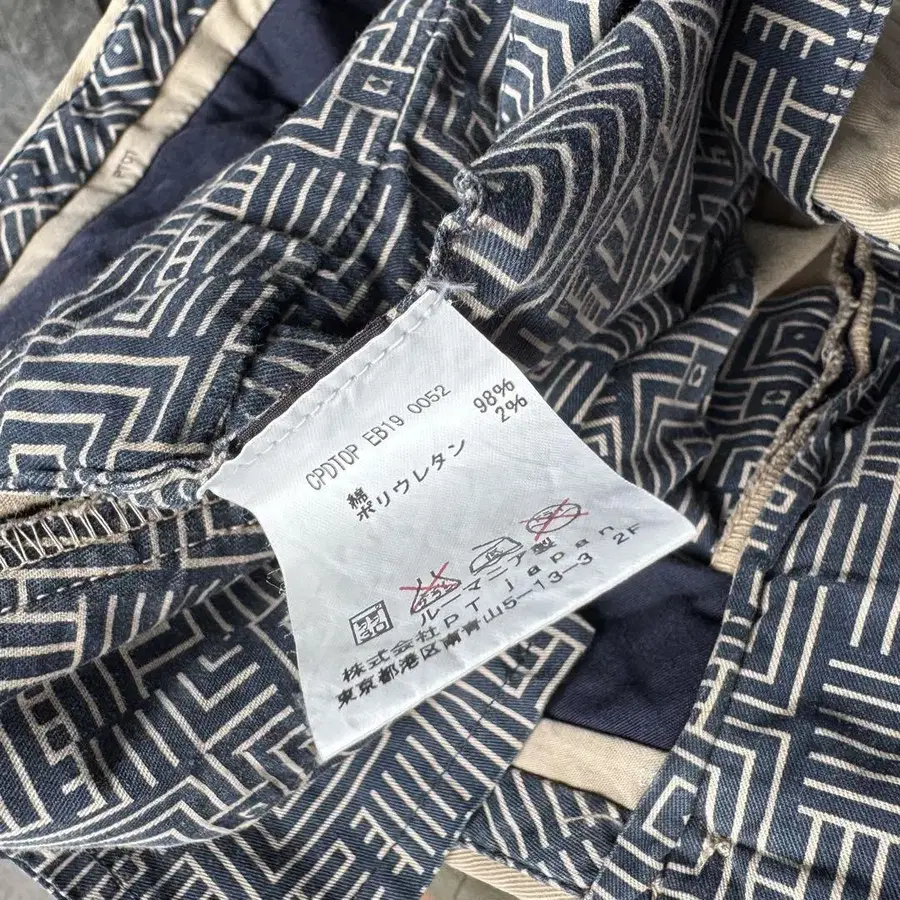 PT01
CPDTOP EB19 0052
綿 98%
ポリウレタン 2%
ルーマニア製
株式会社PT Japan
東京都港区南青山5-13-3 2F